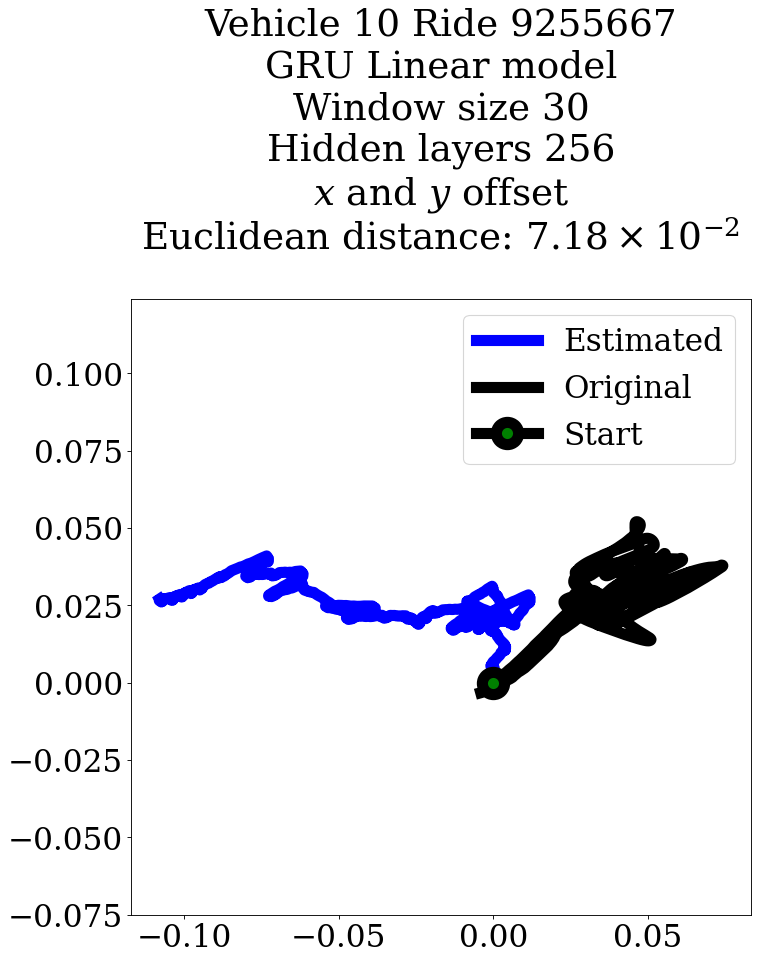 Vehicle 10 Ride 9255667
GRU Linear model
Window size 30
Hidden layers 256
x and y offset
Euclidean distance: 7.18 × 10⁻²
Estimated
Original
Start
0.100
0.075
0.050
0.025
0.000
−0.025
−0.050
−0.075
−0.10 −0.05 0.00 0.05